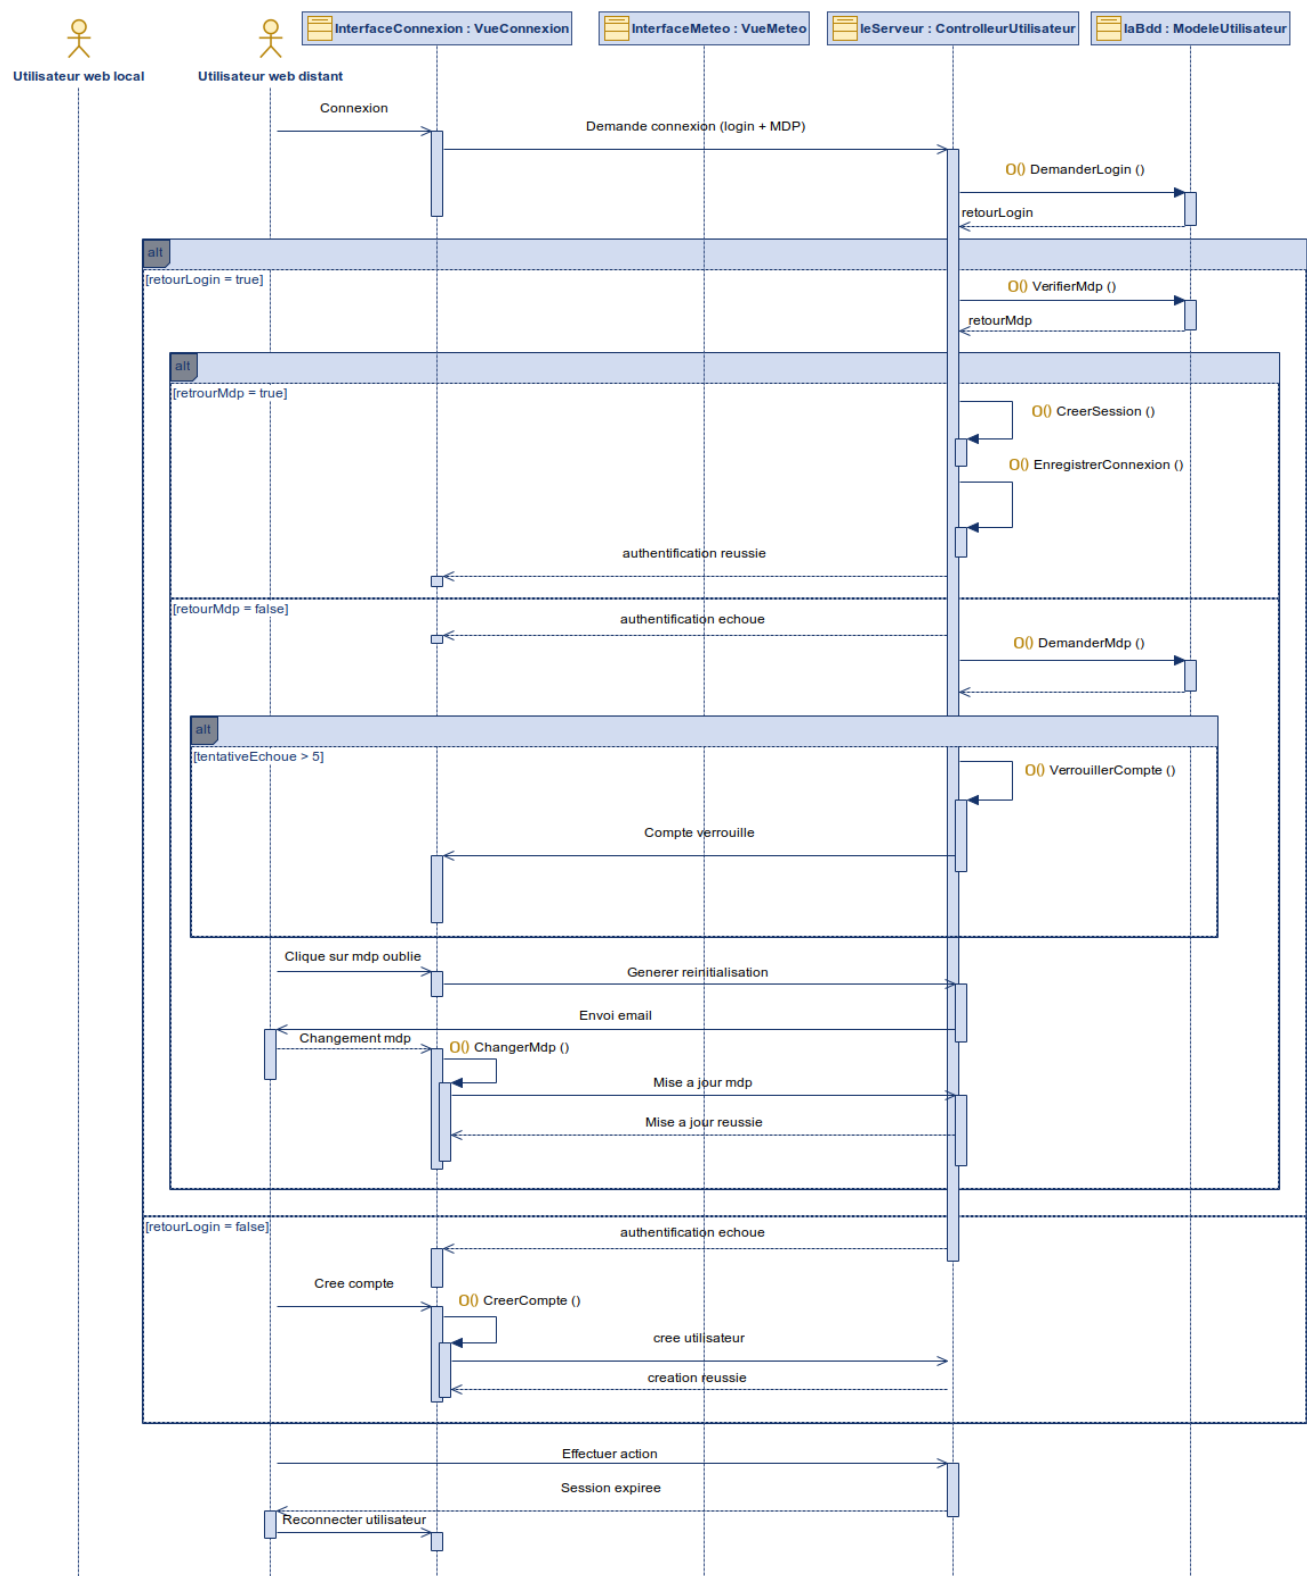 InterfaceConnexion : VueConnexion
InterfaceMeteo : VueMeteo
leServeur : ControlleurUtilisateur
laBdd : ModeleUtilisateur
Utilisateur web local
Utilisateur web distant
Connexion
Demande connexion (login + MDP)
O() DemanderLogin ()
retourLogin
alt
[retourLogin = true]
O() VerifierMdp ()
retourMdp
alt
[retrourMdp = true]
O() CreerSession ()
O() EnregistrerConnexion ()
authentification reussie
[retourMdp = false]
authentification echoue
O() DemanderMdp ()
alt
[tentativeEchoue > 5]
O() VerrouillerCompte ()
Compte verrouille
Clique sur mdp oublie
Generer reinitialisation
Envoi email
Changement mdp
O() ChangerMdp ()
Mise a jour mdp
Mise a jour reussie
[retourLogin = false]
authentification echoue
Cree compte
O() CreerCompte ()
cree utilisateur
creation reussie
Effectuer action
Session expiree
Reconnecter utilisateur